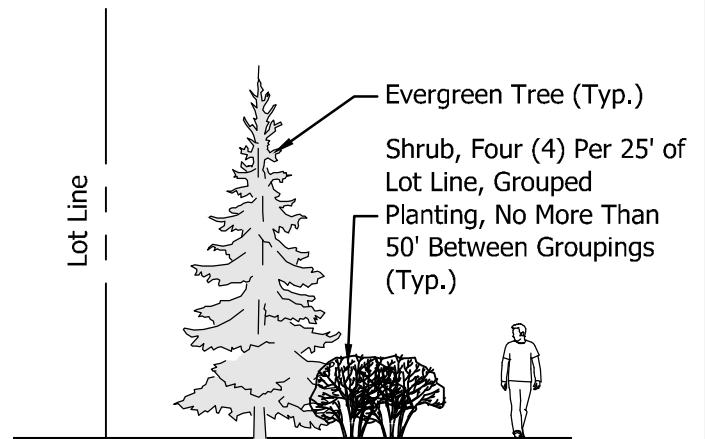 Evergreen Tree (Typ.)
Shrub, Four (4) Per 25' of
Lot Line, Grouped
Planting, No More Than
50' Between Groupings
(Typ.)
Lot Line